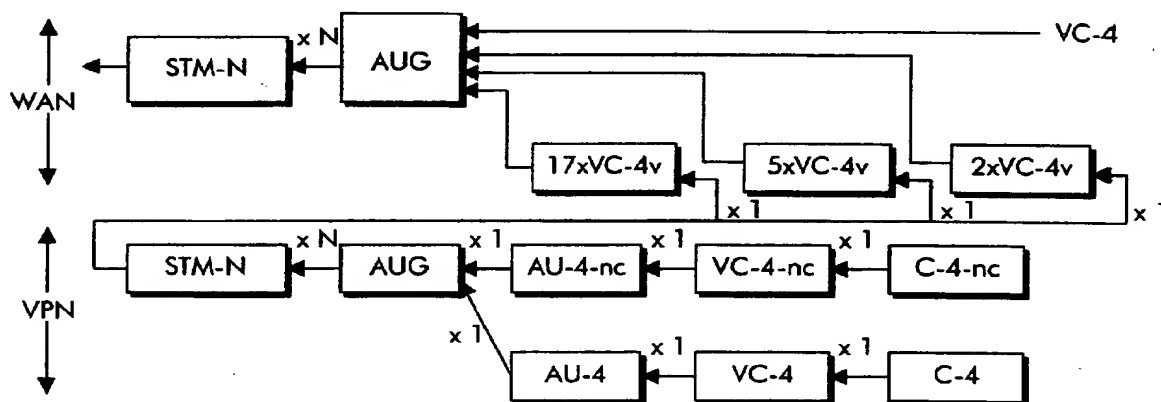 VC-4
x N
STM-N
AUG
WAN
17xVC-4v
5xVC-4v
2xVC-4v
x 1
x 1
x 1
x N
x 1
x 1
x 1
STM-N
AUG
AU-4-nc
VC-4-nc
C-4-nc
VPN
x 1
x 1
x 1
AU-4
VC-4
C-4